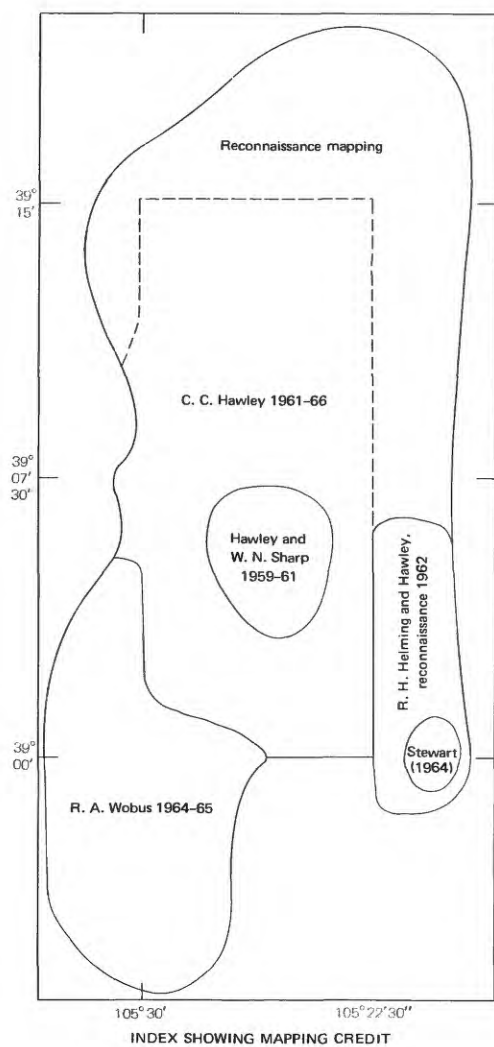 Reconnaissance mapping
39°
15'
C. C. Hawley 1961–66
39°
07'
30"
Hawley and
W. N. Sharp
1959–61
R. H. Helming and Hawley,
reconnaissance 1962
39°
00'
Stewart
(1964)
R. A. Wobus 1964–65
105°30'
105°22'30"
INDEX SHOWING MAPPING CREDIT